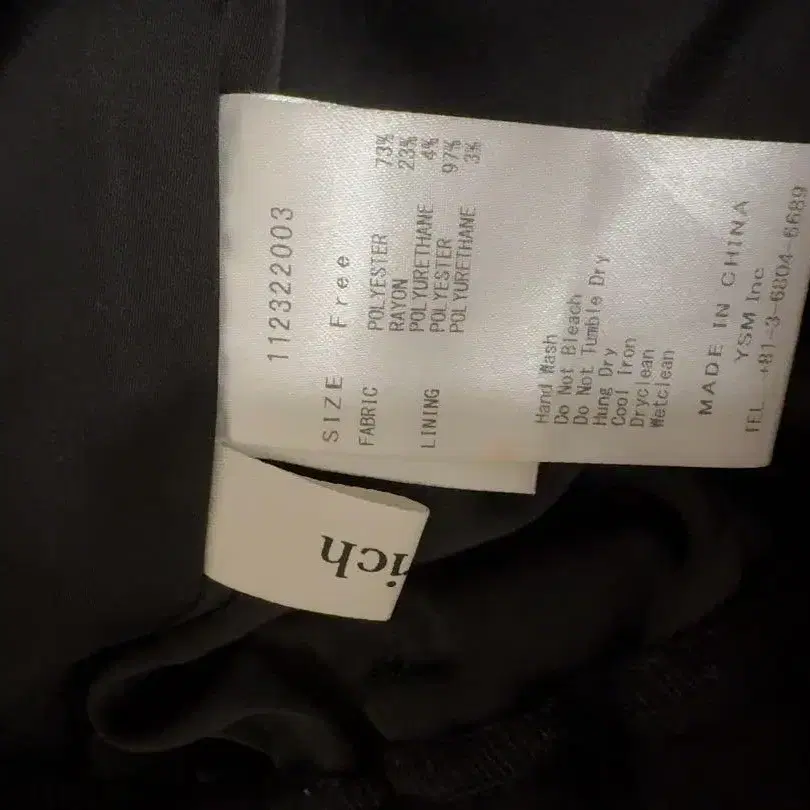 112322003
SIZE Free
FABRIC POLYESTER 73%
RAYON 23%
POLYURETHANE 4%
LINING POLYESTER 97%
POLYURETHANE 3%
Hand Wash
Do Not Bleach
Do Not Tumble Dry
Hung Dry
Cool Iron
Dryclean
Wetclean
MADE IN CHINA
YSM Inc
TEL +81-3-6804-6689
ich